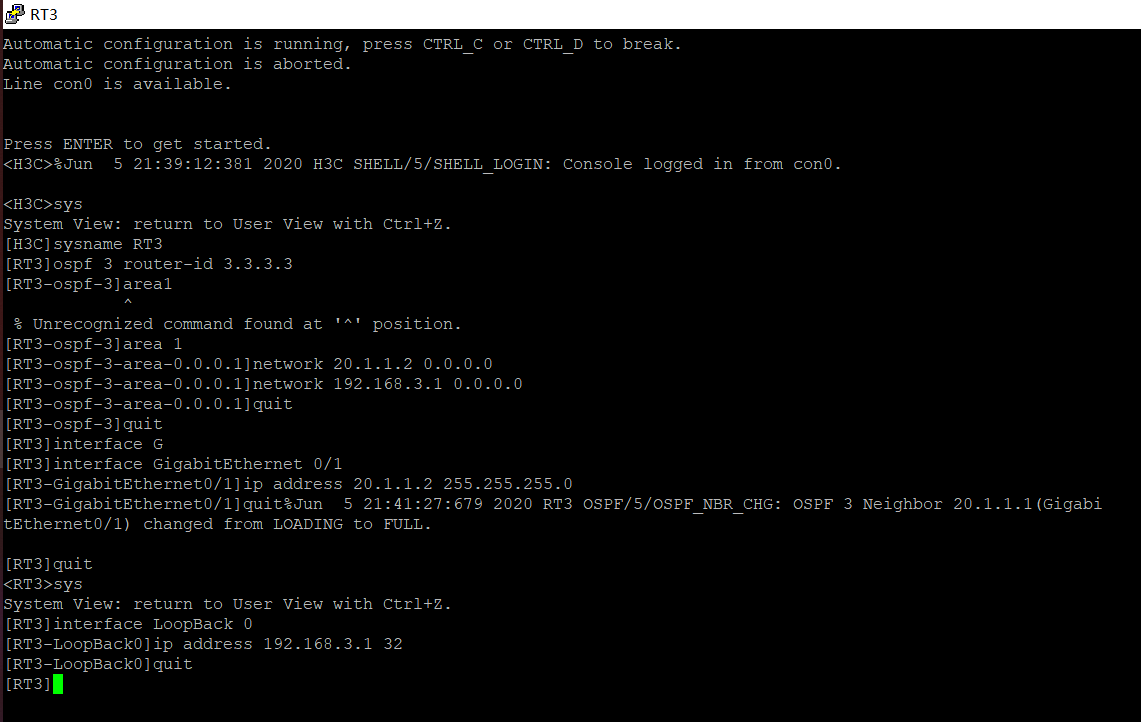 RT3
Automatic configuration is running, press CTRL_C or CTRL_D to break.
Automatic configuration is aborted.
Line con0 is available.
Press ENTER to get started.
<H3C>%Jun  5 21:39:12:381 2020 H3C SHELL/5/SHELL_LOGIN: Console logged in from con0.
<H3C>sys
System View: return to User View with Ctrl+Z.
[H3C]sysname RT3
[RT3]ospf 3 router-id 3.3.3.3
[RT3-ospf-3]area1
            ^
 % Unrecognized command found at '^' position.
[RT3-ospf-3]area 1
[RT3-ospf-3-area-0.0.0.1]network 20.1.1.2 0.0.0.0
[RT3-ospf-3-area-0.0.0.1]network 192.168.3.1 0.0.0.0
[RT3-ospf-3-area-0.0.0.1]quit
[RT3-ospf-3]quit
[RT3]interface G
[RT3]interface GigabitEthernet 0/1
[RT3-GigabitEthernet0/1]ip address 20.1.1.2 255.255.255.0
[RT3-GigabitEthernet0/1]quit%Jun  5 21:41:27:679 2020 RT3 OSPF/5/OSPF_NBR_CHG: OSPF 3 Neighbor 20.1.1.1(Gigabi
tEthernet0/1) changed from LOADING to FULL.
[RT3]quit
<RT3>sys
System View: return to User View with Ctrl+Z.
[RT3]interface LoopBack 0
[RT3-LoopBack0]ip address 192.168.3.1 32
[RT3-LoopBack0]quit
[RT3]